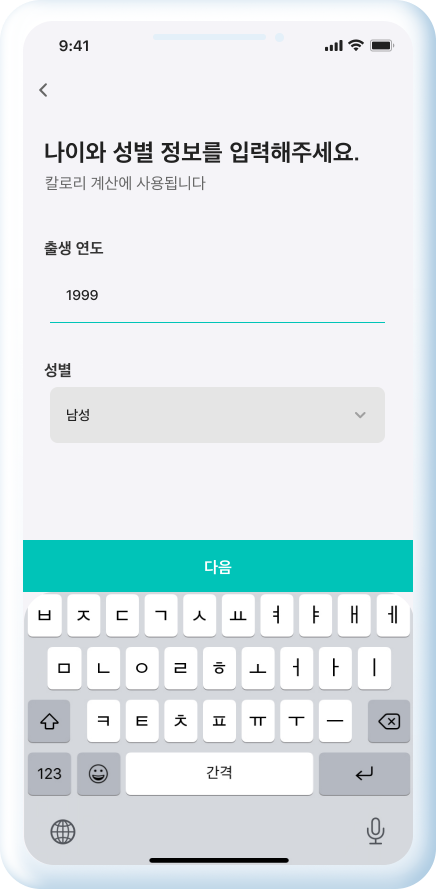 9:41
나이와 성별 정보를 입력해주세요.
칼로리 계산에 사용됩니다
출생 연도
1999
성별
남성
다음
ㅂ ㅈ ㄷ ㄱ ㅅ ㅛ ㅕ ㅑ ㅐ ㅔ
ㅁ ㄴ ㅇ ㄹ ㅎ ㅗ ㅓ ㅏ ㅣ
ㅋ ㅌ ㅊ ㅍ ㅠ ㅜ ㅡ
123 간격